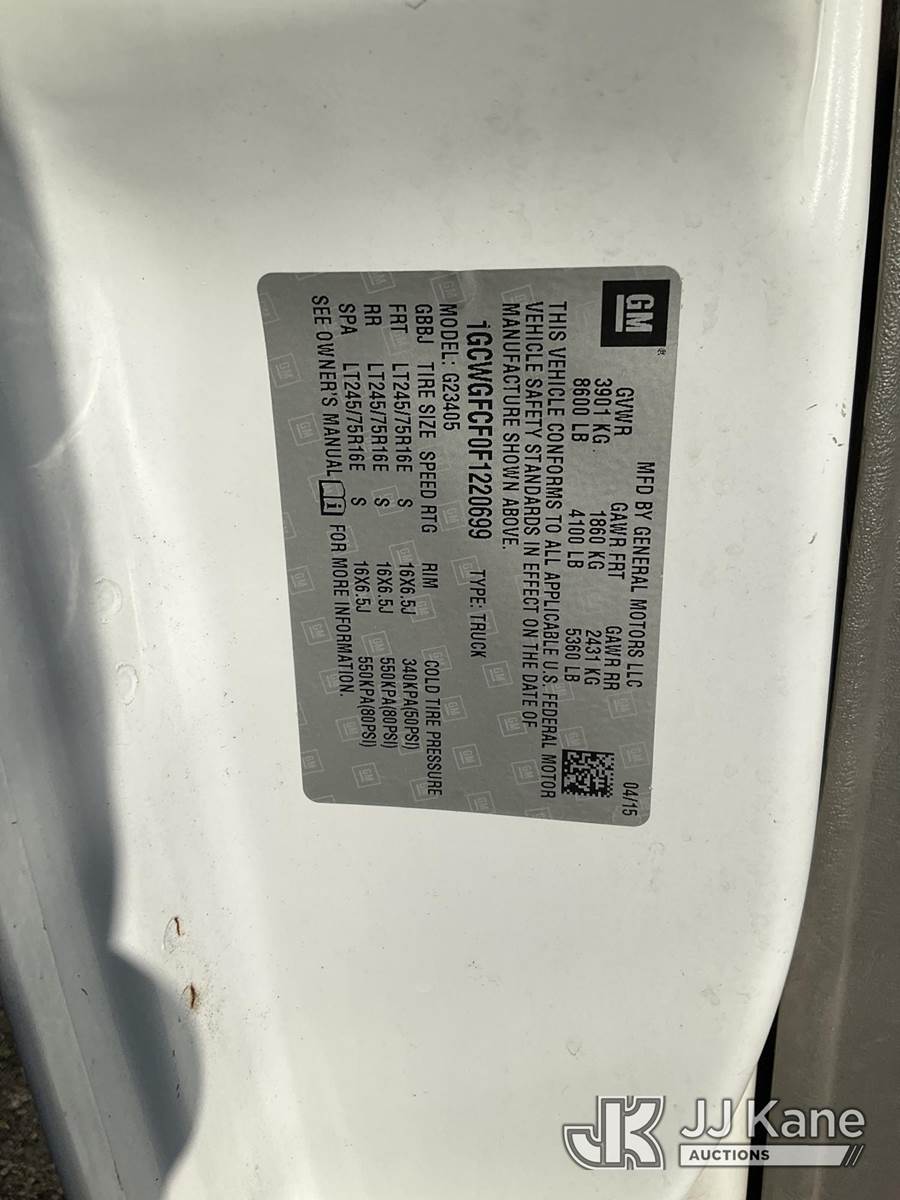 GM®
MFD BY GENERAL MOTORS LLC 04/15
GVWR GAWR FRT GAWR RR
3901 KG 1860 KG 2431 KG
8600 LB 4100 LB 5360 LB
THIS VEHICLE CONFORMS TO ALL APPLICABLE U.S. FEDERAL MOTOR
VEHICLE SAFETY STANDARDS IN EFFECT ON THE DATE OF
MANUFACTURE SHOWN ABOVE.
1GCWGFCF0F1220699 TYPE: TRUCK
MODEL: G23405
GBBJ TIRE SIZE SPEED RTG RIM COLD TIRE PRESSURE
FRT LT245/75R16E S 16X6.5J 340KPA(50PSI)
RR LT245/75R16E S 16X6.5J 550KPA(80PSI)
SPA LT245/75R16E S 16X6.5J 550KPA(80PSI)
SEE OWNER'S MANUAL FOR MORE INFORMATION.
JK JJ Kane
AUCTIONS